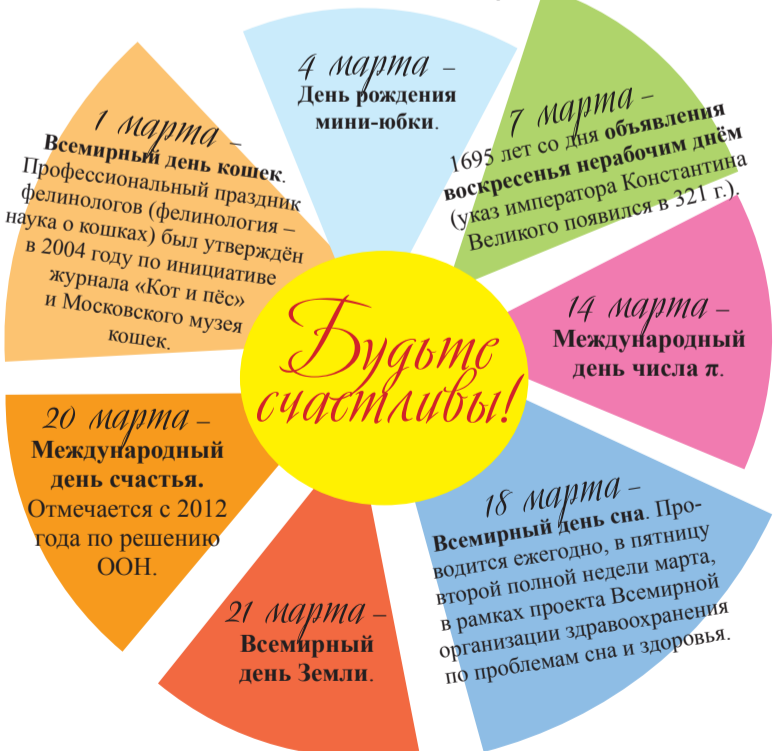 1 марта –
Всемирный день кошек.
Профессиональный праздник
фелинологов (фелинология –
наука о кошках) был утверждён
в 2004 году по инициативе
журнала «Кот и пёс»
и Московского музея
кошек.
4 марта –
День рождения
мини-юбки.
7 марта –
1695 лет со дня объявления
воскресенья нерабочим днём
(указ императора Константина
Великого появился в 321 г.).
14 марта –
Международный
день числа π.
18 марта –
Всемирный день сна. Про-
водится ежегодно, в пятницу
второй полной недели марта,
в рамках проекта Всемирной
организации здравоохранения
по проблемам сна и здоровья.
21 марта –
Всемирный
день Земли.
20 марта –
Международный
день счастья.
Отмечается с 2012
года по решению
ООН.
Будьте
счастливы!